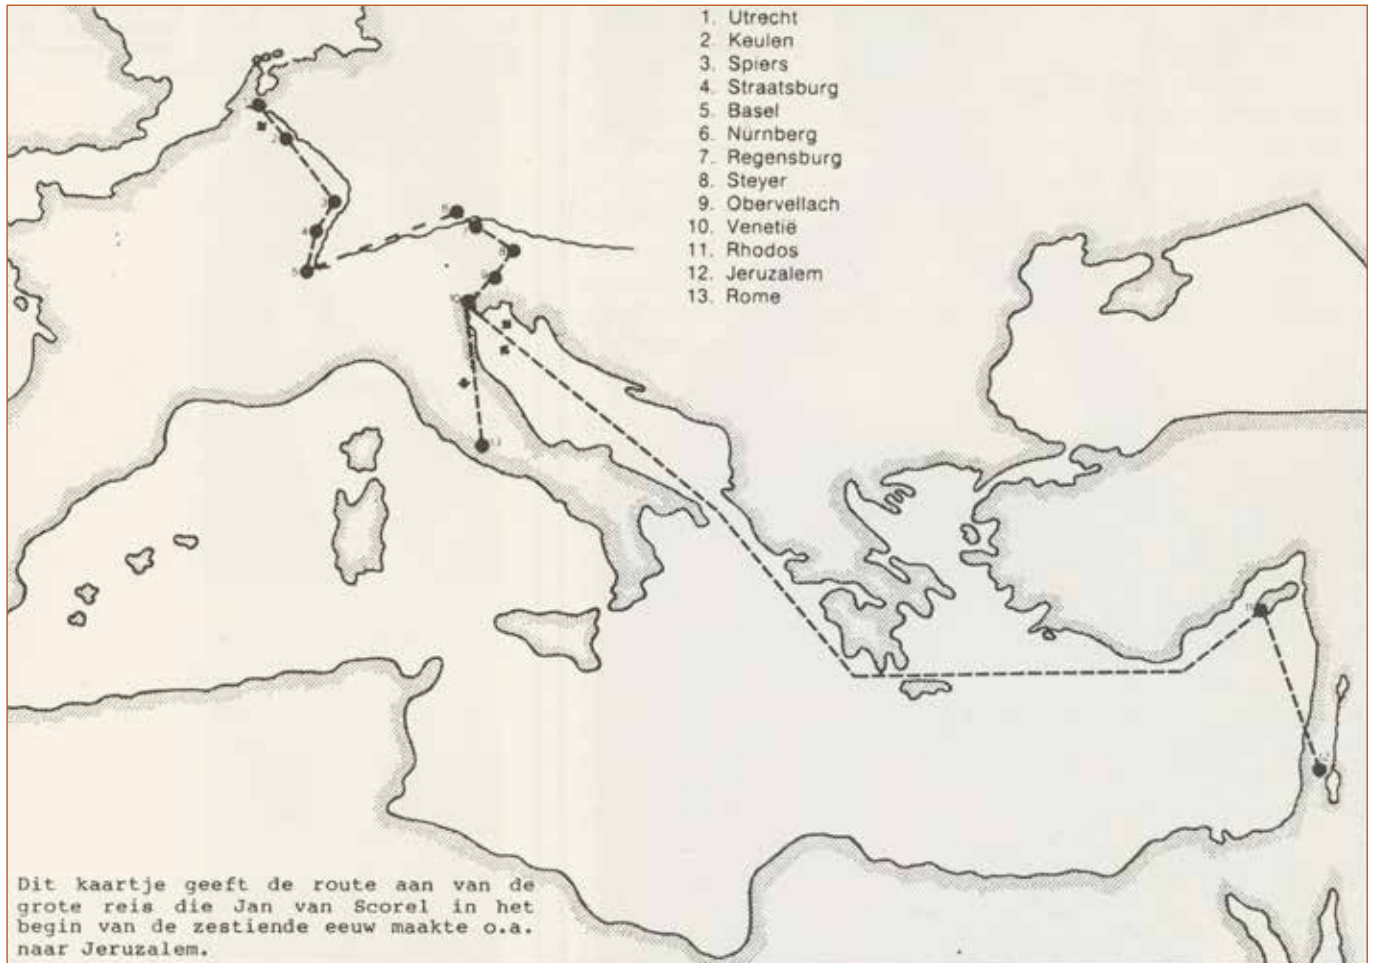 1. Utrecht
2. Keulen
3. Spiers
4. Straatsburg
5. Basel
6. Nürnberg
7. Regensburg
8. Steyer
9. Obervellach
10. Venetië
11. Rhodos
12. Jeruzalem
13. Rome
10
Dit kaartje geeft de route aan van de
grote reis die Jan van Scorel in het
begin van de zestiende eeuw maakte o.a.
naar Jeruzalem.